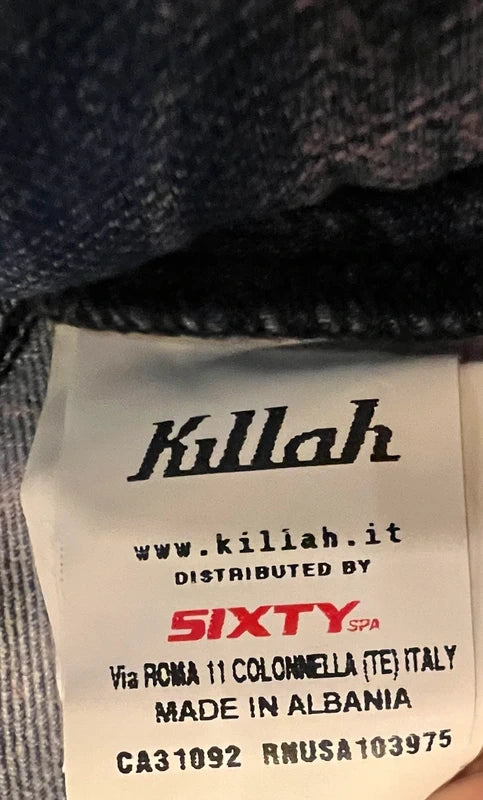 Killah
www.killah.it
DISTRIBUTED BY
SIXTY SPA
Via ROMA 11 COLONNELLA (TE) ITALY
MADE IN ALBANIA
CA31092 RNUSA103975